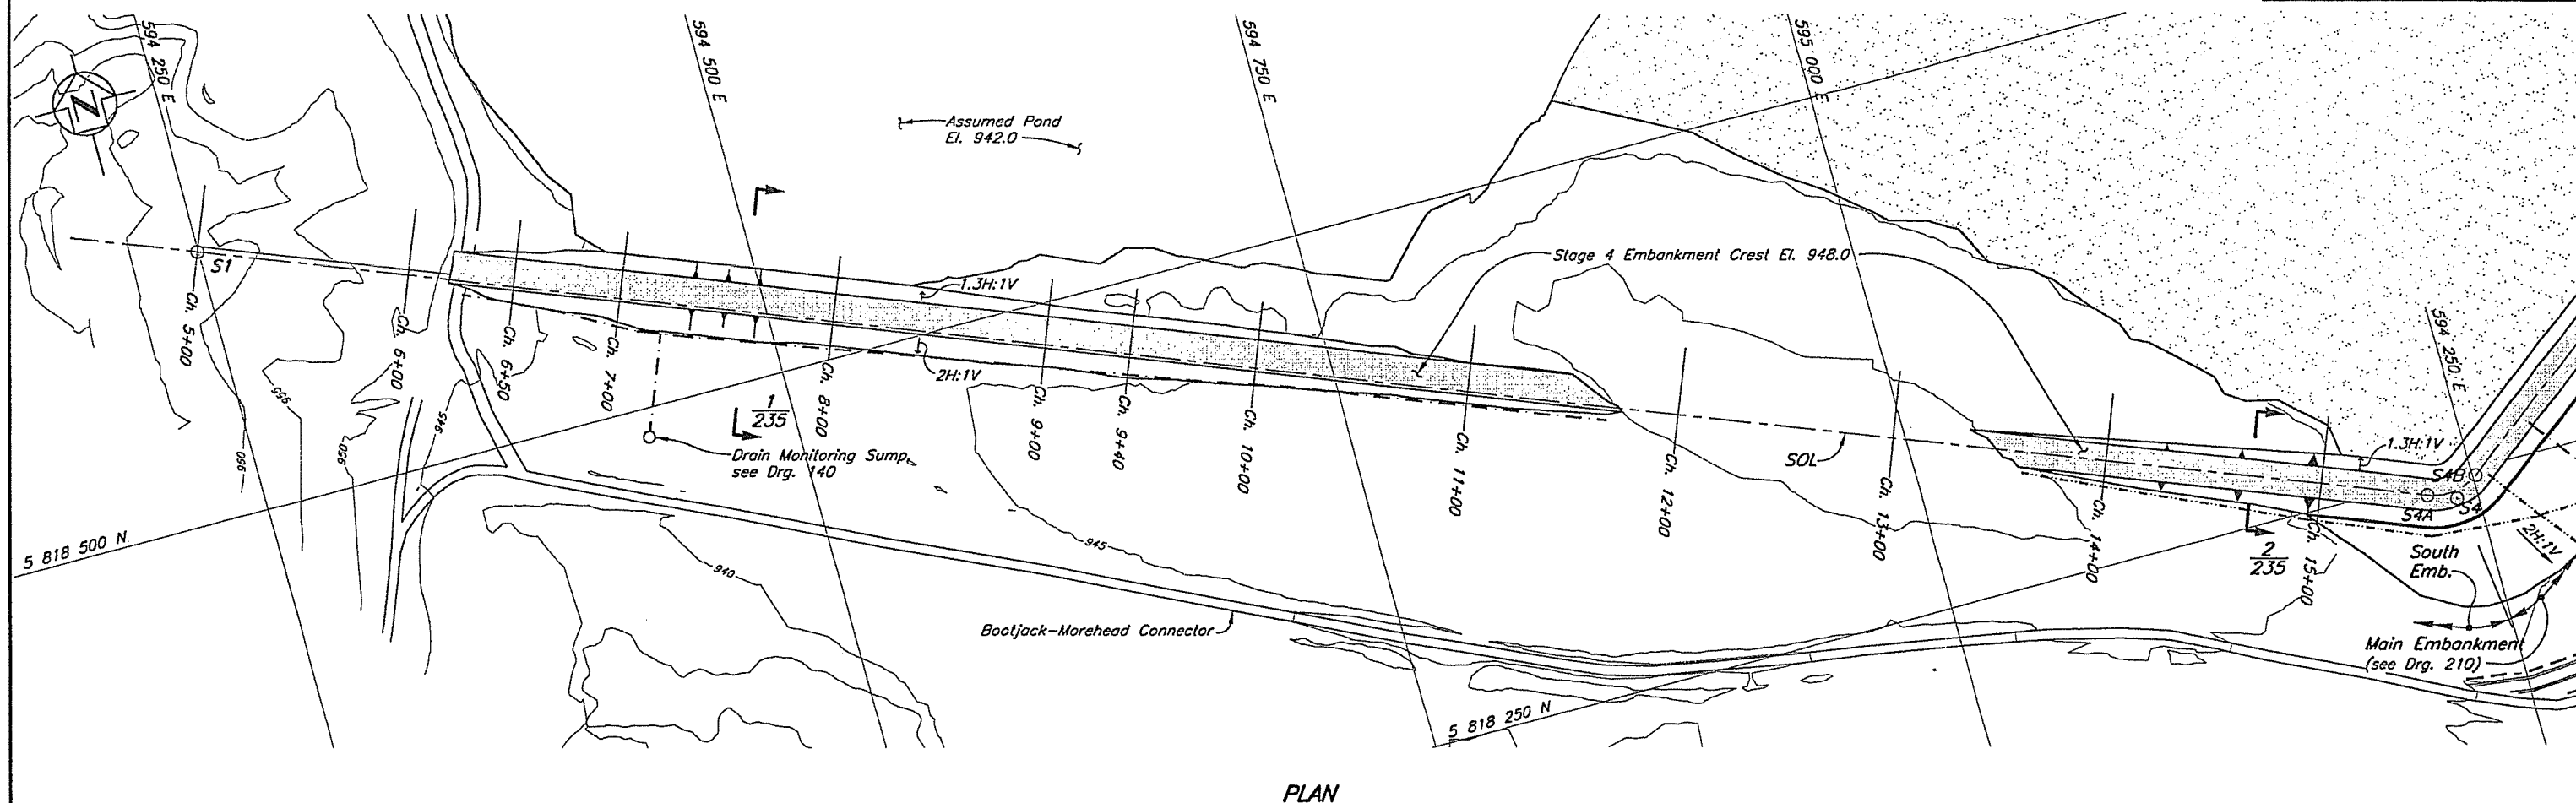 594 250 E
594 500 E
594 750 E
595 000 E
N
Assumed Pond
El. 942.0
Stage 4 Embankment Crest El. 948.0
S1
1.3H:1V
2H:1V
Ch. 5+00
Ch. 6+00
Ch. 6+50
Ch. 7+00
Ch. 8+00
Ch. 9+00
Ch. 9+40
Ch. 10+00
Ch. 11+00
Ch. 12+00
Ch. 13+00
Ch. 14+00
Ch. 15+00
SOL
594 250 E
1.3H:1V
S4B
S4A
S4
2H:1V
1
235
2
235
Drain Monitoring Sump
see Drg. 140
955
960
950
945
940
945
5 818 500 N
South
Emb.
Bootjack-Morehead Connector
Main Embankment
(see Drg. 210)
5 818 250 N
PLAN